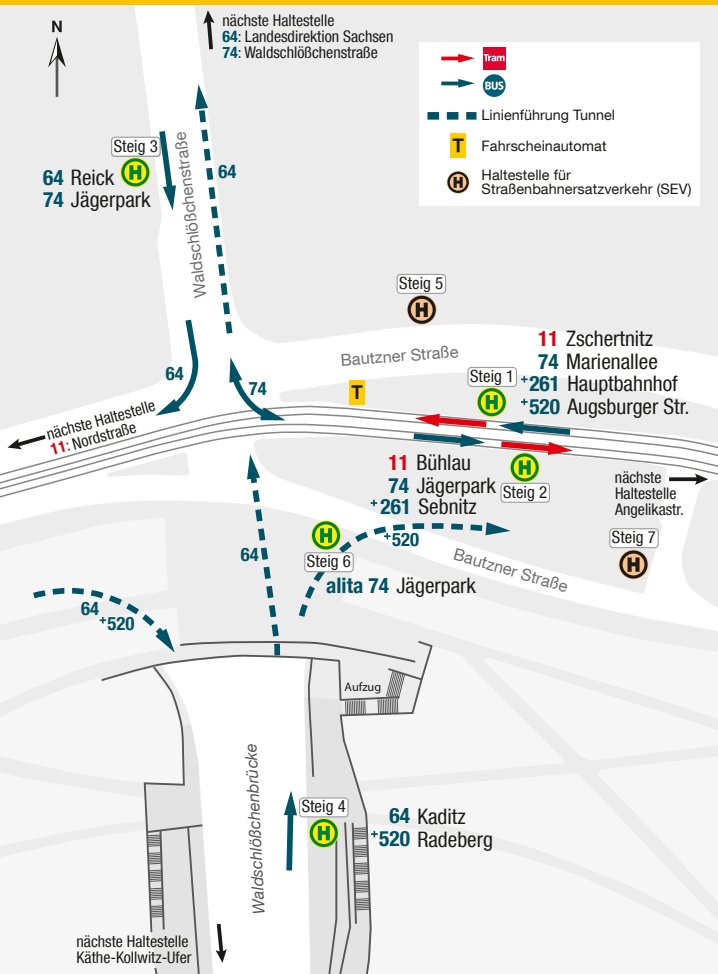 N
nächste Haltestelle
64: Landesdirektion Sachsen
74: Waldschlößchenstraße
Tram
BUS
Linienführung Tunnel
T Fahrscheinautomat
H Haltestelle für
Straßenbahnersatzverkehr (SEV)
Steig 3
H
64 Reick
74 Jägerpark
Waldschlößchenstraße
64
Steig 5
H
Bautzner Straße
11 Zschertnitz
74 Marienallee
+261 Hauptbahnhof
+520 Augsburger Str.
Steig 1
H
T
64
74
nächste Haltestelle
11: Nordstraße
11 Bühlau
74 Jägerpark
+261 Sebnitz
H
Steig 2
nächste
Haltestelle
Angelikastr.
+520
H
Steig 6
alita 74 Jägerpark
Bautzner Straße
Steig 7
H
64
64
+520
Aufzug
Waldschlößchenbrücke
Steig 4
H
64 Kaditz
+520 Radeberg
nächste Haltestelle
Käthe-Kollwitz-Ufer